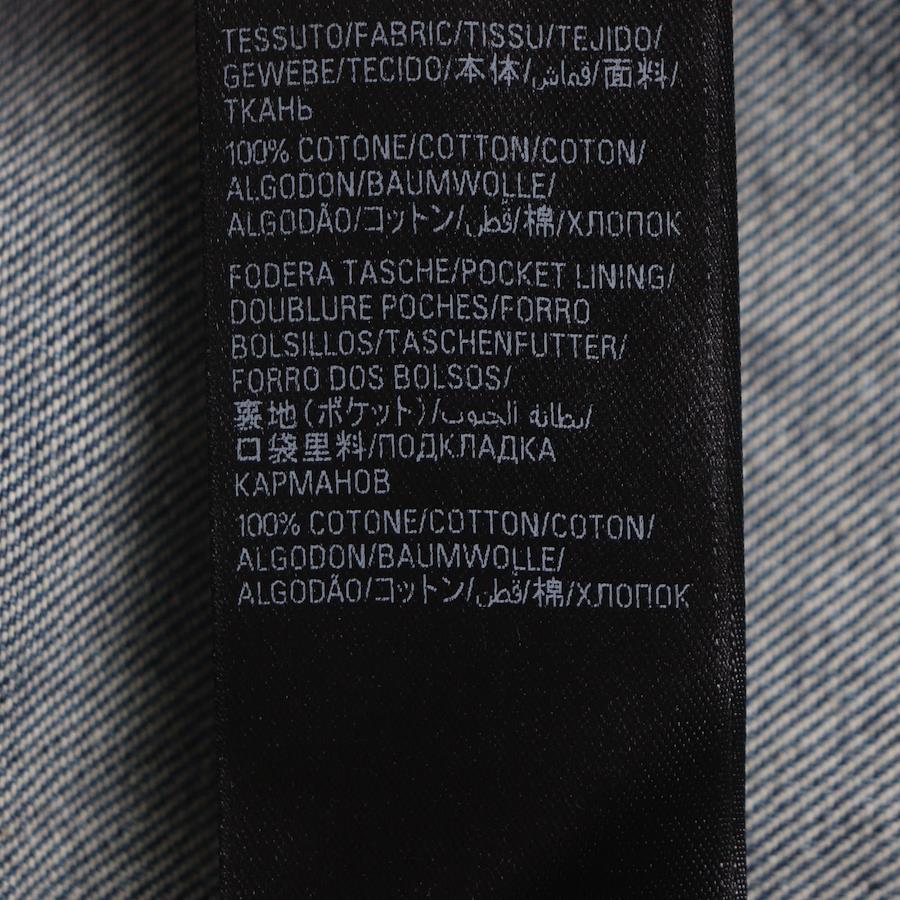 TESSUTO/FABRIC/TISSU/TEJIDO/
GEWEBE/TECIDO/本体/قماش/面料/
ТКАНЬ
100% COTONE/COTTON/COTON/
ALGODON/BAUMWOLLE/
ALGODÃO/コットン/قطن/棉/ХЛОПОК
FODERA TASCHE/POCKET LINING/
DOUBLURE POCHES/FORRO
BOLSILLOS/TASCHENFUTTER/
FORRO DOS BOLSOS/
裏地(ポケット)/بطانة الجيوب/
口袋里料/ПОДКЛАДКА
КАРМАНОВ
100% COTONE/COTTON/COTON/
ALGODON/BAUMWOLLE/
ALGODÃO/コットン/قطن/棉/ХЛОПОК